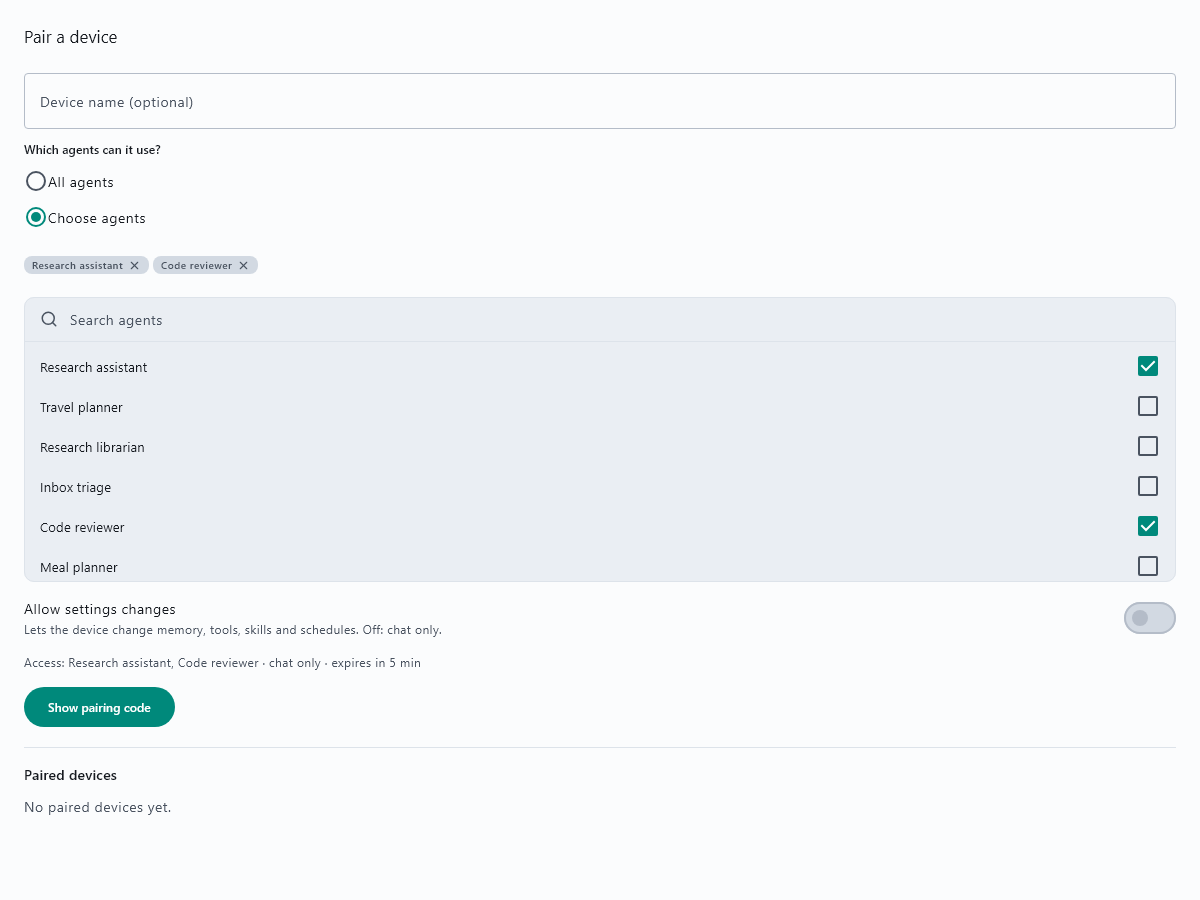 Pair a device
Device name (optional)
Which agents can it use?
All agents
Choose agents
Research assistant
Code reviewer
Search agents
Research assistant
Travel planner
Research librarian
Inbox triage
Code reviewer
Meal planner
Allow settings changes
Lets the device change memory, tools, skills and schedules. Off: chat only.
Access: Research assistant, Code reviewer · chat only · expires in 5 min
Show pairing code
Paired devices
No paired devices yet.